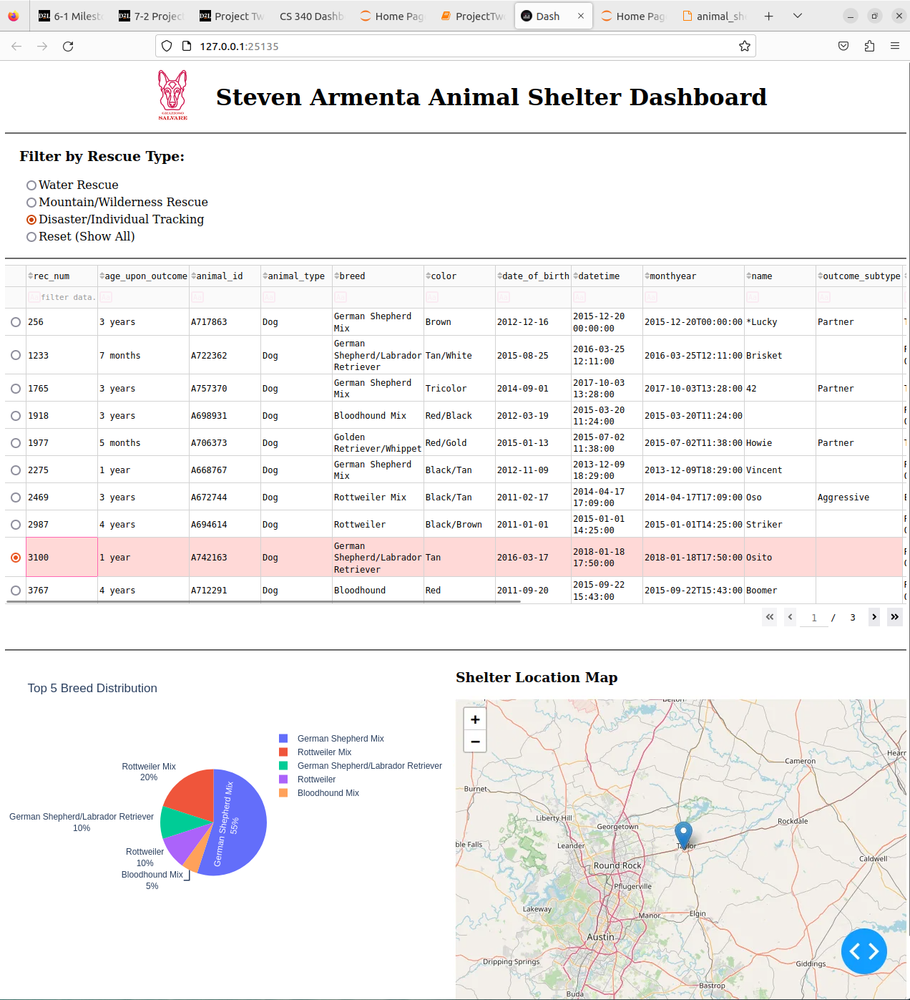 6-1 Milest
7-2 Project
Project Tw
CS 340 Dashb
Home Page
ProjectTw
Dash
Home Page
animal_she
127.0.0.1:25135
GRAZIOSO
SALVARE
Steven Armenta Animal Shelter Dashboard
Filter by Rescue Type:
Water Rescue
Mountain/Wilderness Rescue
Disaster/Individual Tracking
Reset (Show All)
rec_num age_upon_outcome animal_id animal_type breed color date_of_birth datetime monthyear name outcome_subtype
filter data.
256 3 years A717863 Dog German Shepherd Mix Brown 2012-12-16 2015-12-20 00:00:00 2015-12-20T00:00:00 *Lucky Partner
1233 7 months A722362 Dog German Shepherd/Labrador Retriever Tan/White 2015-08-25 2016-03-25 12:11:00 2016-03-25T12:11:00 Brisket
1765 3 years A757370 Dog German Shepherd Mix Tricolor 2014-09-01 2017-10-03 13:28:00 2017-10-03T13:28:00 42 Partner
1918 3 years A698931 Dog Bloodhound Mix Red/Black 2012-03-19 2015-03-20 11:24:00 2015-03-20T11:24:00
1977 5 months A706373 Dog Golden Retriever/Whippet Red/Gold 2015-01-13 2015-07-02 11:38:00 2015-07-02T11:38:00 Howie Partner
2275 1 year A668767 Dog German Shepherd Mix Black/Tan 2012-11-09 2013-12-09 18:29:00 2013-12-09T18:29:00 Vincent
2469 3 years A672744 Dog Rottweiler Mix Black/Tan 2011-02-17 2014-04-17 17:09:00 2014-04-17T17:09:00 Oso Aggressive
2987 4 years A694614 Dog Rottweiler Black/Brown 2011-01-01 2015-01-01 14:25:00 2015-01-01T14:25:00 Striker
3100 1 year A742163 Dog German Shepherd/Labrador Retriever Tan 2016-03-17 2018-01-18 17:50:00 2018-01-18T17:50:00 Osito
3767 4 years A712291 Dog Bloodhound Red 2011-09-20 2015-09-22 15:43:00 2015-09-22T15:43:00 Boomer
1 / 3
Top 5 Breed Distribution
German Shepherd Mix
Rottweiler Mix
German Shepherd/Labrador Retriever
Rottweiler
Bloodhound Mix
Rottweiler Mix
20%
German Shepherd/Labrador Retriever
10%
Rottweiler
10%
Bloodhound Mix
5%
German Shepherd Mix
55%
Shelter Location Map
+
−
Belton
Cameron
Hearn
Burnet
Liberty Hill
Georgetown
Rockdale
ble Falls
Leander
Taylor
Caldwell
Round Rock
Pflugerville
Lakeway
Manor
Elgin
Austin
Dripping Springs
Giddings
Bastrop
Buda